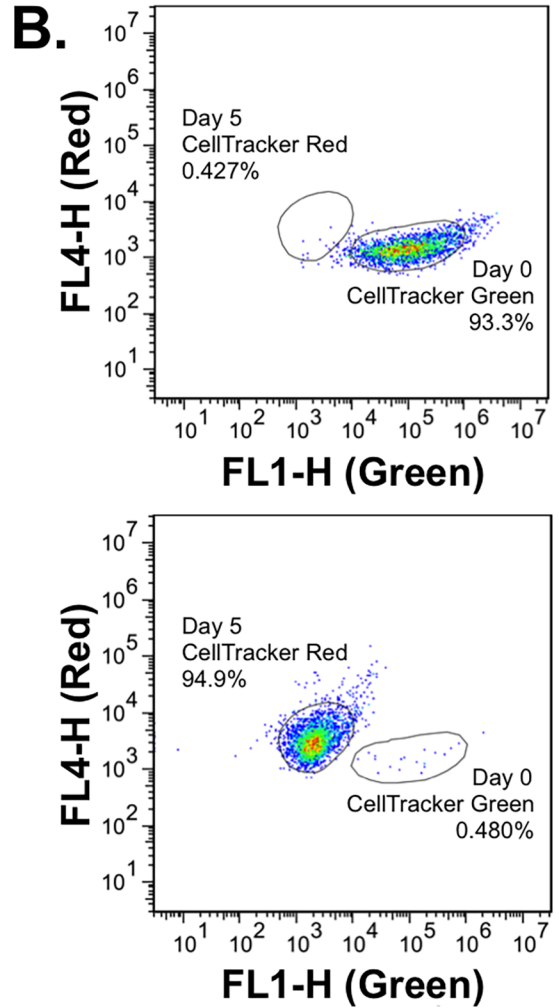 B.
10^7
10^6
10^5
10^4
10^3
10^2
10^1
FL4-H (Red)
Day 5
CellTracker Red
0.427%
Day 0
CellTracker Green
93.3%
10^1 10^2 10^3 10^4 10^5 10^6 10^7
FL1-H (Green)
10^7
10^6
10^5
10^4
10^3
10^2
10^1
FL4-H (Red)
Day 5
CellTracker Red
94.9%
Day 0
CellTracker Green
0.480%
10^1 10^2 10^3 10^4 10^5 10^6 10^7
FL1-H (Green)